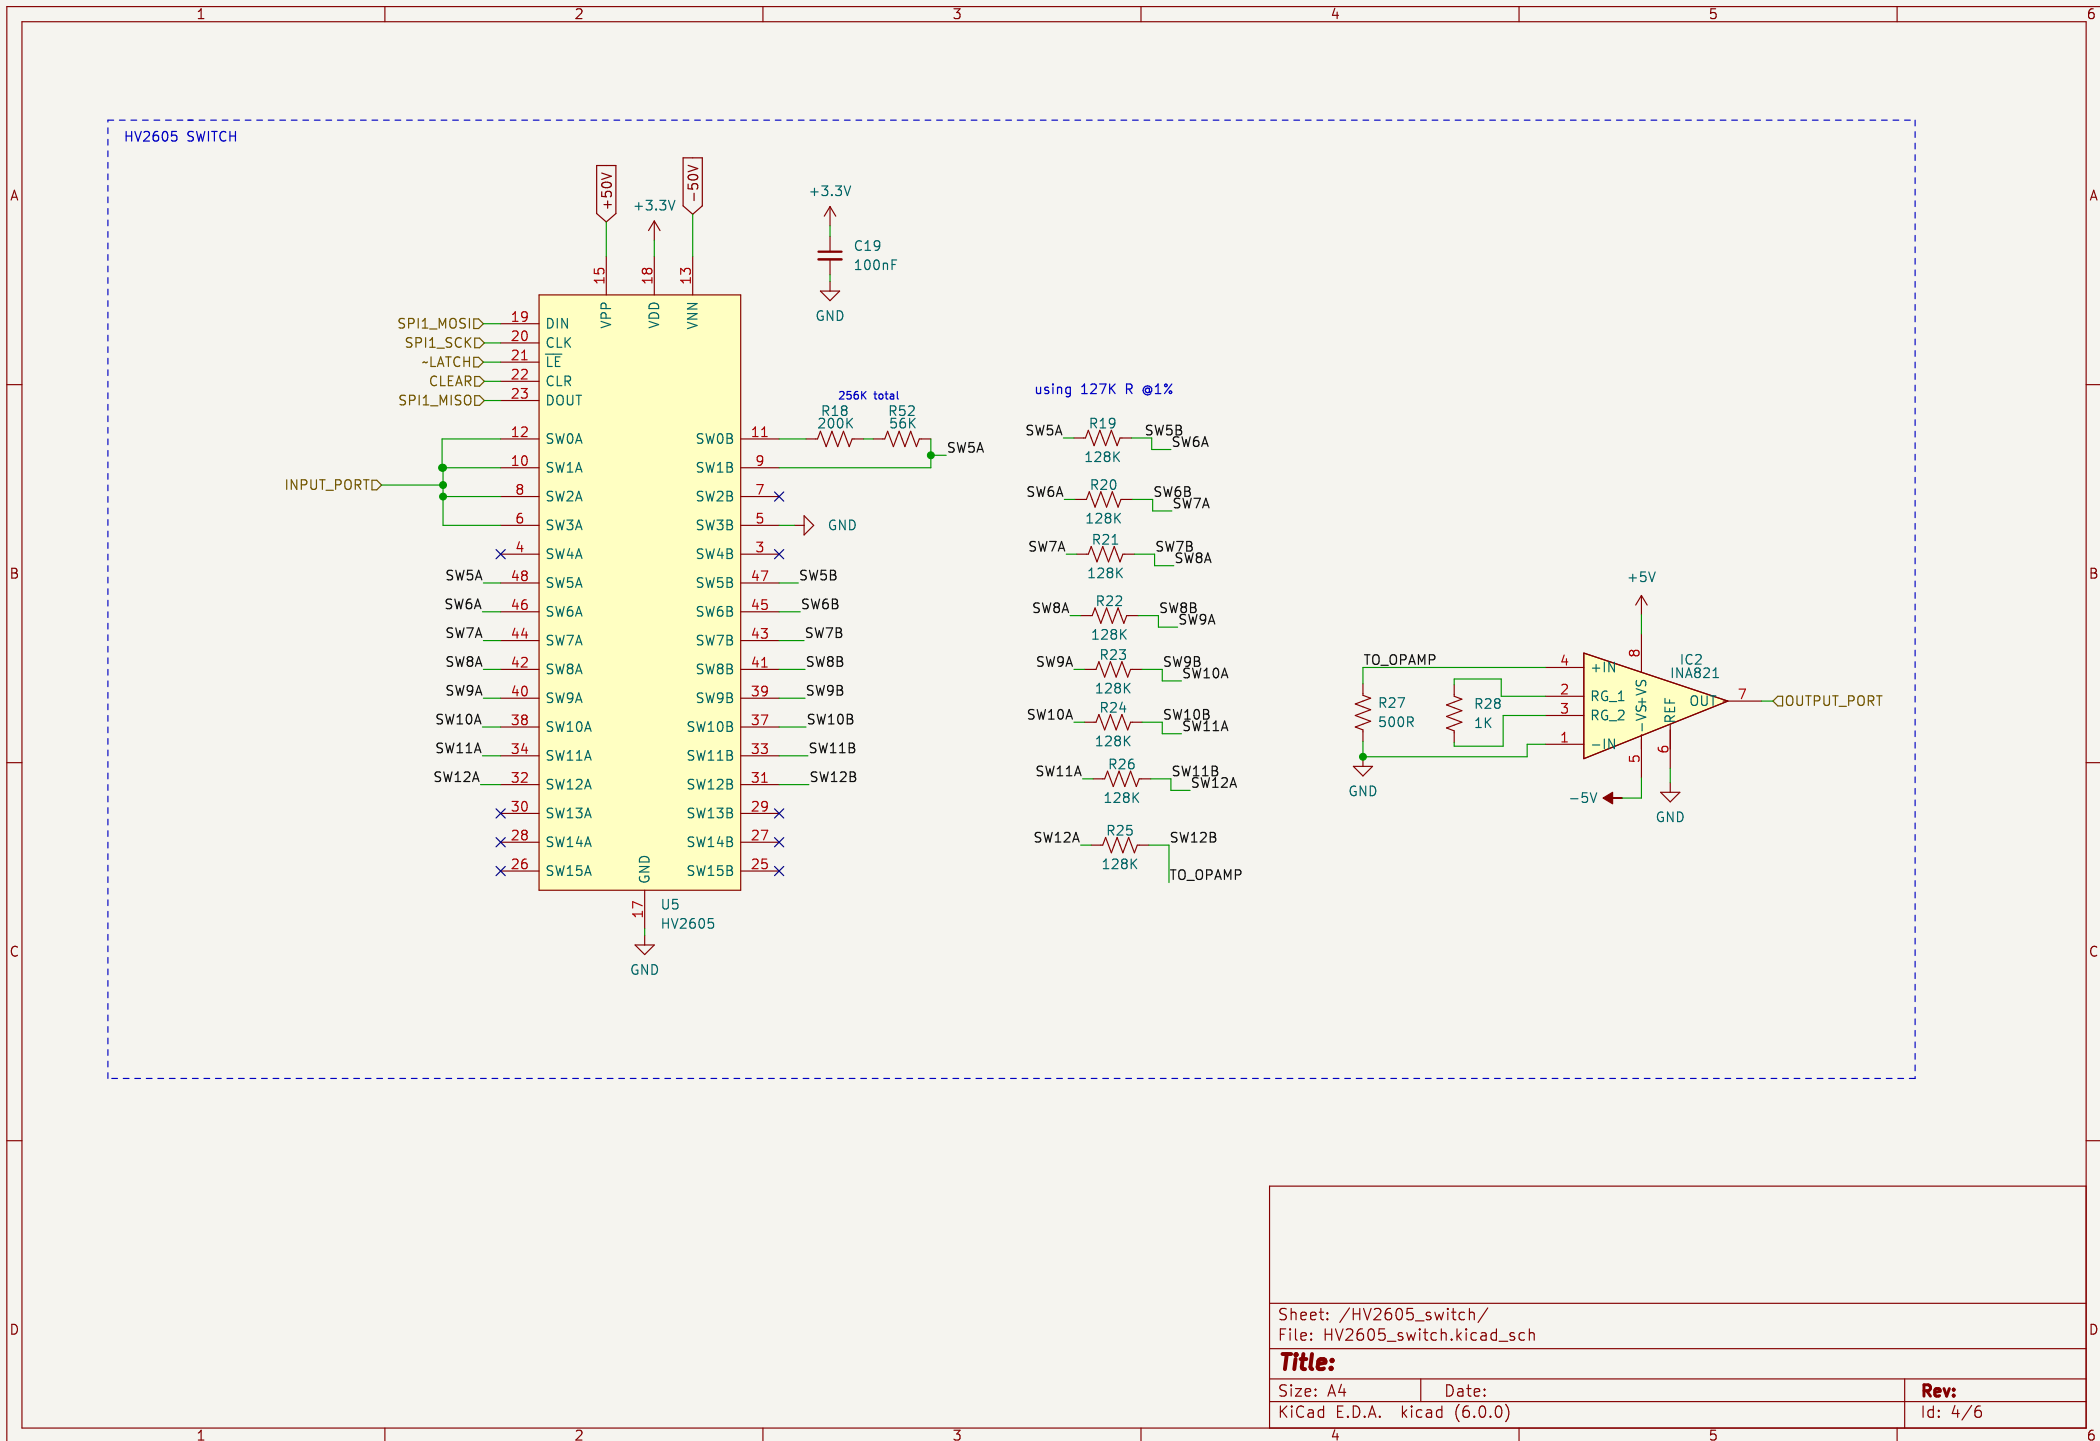 1 2 3 4 5 6
A A
B B
C C
D D
HV2605 SWITCH
+50V
+3.3V
-50V
15
18
13
VPP
VDD
VNN
+3.3V
C19
100nF
GND
SPI1_MOSI 19 DIN
SPI1_SCK 20 CLK
~LATCH 21 LE
CLEAR 22 CLR
SPI1_MISO 23 DOUT
12 SW0A SW0B 11
10 SW1A SW1B 9
INPUT_PORT
8 SW2A SW2B 7
6 SW3A SW3B 5 GND
4 SW4A SW4B 3
SW5A 48 SW5A SW5B 47 SW5B
SW6A 46 SW6A SW6B 45 SW6B
SW7A 44 SW7A SW7B 43 SW7B
SW8A 42 SW8A SW8B 41 SW8B
SW9A 40 SW9A SW9B 39 SW9B
SW10A 38 SW10A SW10B 37 SW10B
SW11A 34 SW11A SW11B 33 SW11B
SW12A 32 SW12A SW12B 31 SW12B
30 SW13A SW13B 29
28 SW14A SW14B 27
26 SW15A SW15B 25
GND
17
U5
HV2605
GND
256K total
R18 R52
200K 56K
SW5A
using 127K R @1%
SW5A R19 SW5B
SW6A
128K
SW6A R20 SW6B
SW7A
128K
SW7A R21 SW7B
SW8A
128K
SW8A R22 SW8B
SW9A
128K
SW9A R23 SW9B
SW10A
128K
SW10A R24 SW10B
SW11A
128K
SW11A R26 SW11B
SW12A
128K
SW12A R25 SW12B
128K
TO_OPAMP
+5V
TO_OPAMP
R27
500R
GND
R28
1K
4 +IN
2 RG_1
3 RG_2
1 -IN
8
+VS
-VS
5
-5V
REF
6
GND
IC2
INA821
OUT 7 OUTPUT_PORT
Sheet: /HV2605_switch/
File: HV2605_switch.kicad_sch
Title:
Size: A4 Date: Rev:
KiCad E.D.A. kicad (6.0.0) Id: 4/6
1 2 3 4 5 6